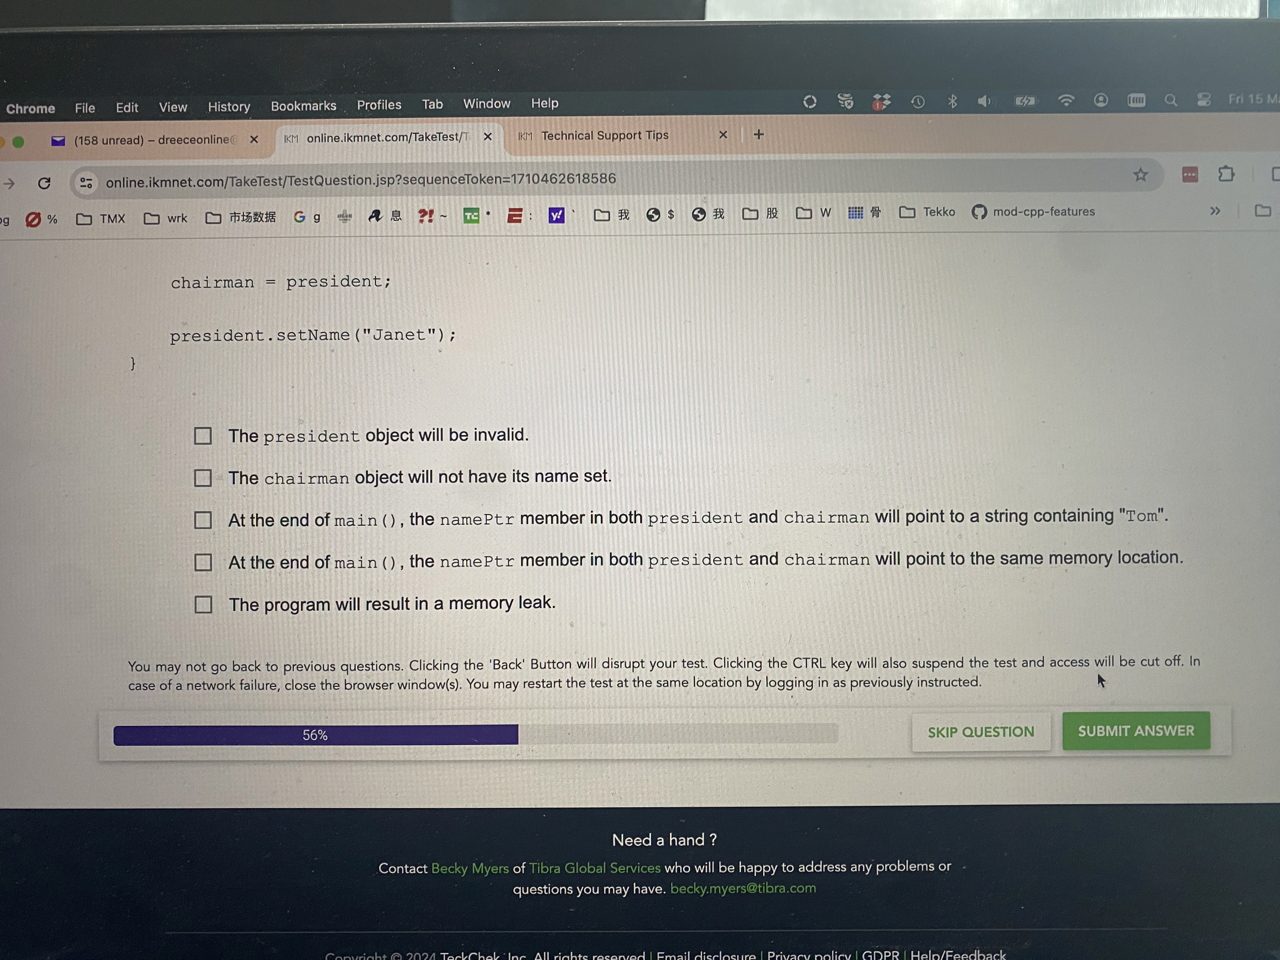 Chrome File Edit View History Bookmarks Profiles Tab Window Help Fri 15 Ma
(158 unread) – dreeceonline@ × IKM online.ikmnet.com/TakeTest/T × IKM Technical Support Tips × +
online.ikmnet.com/TakeTest/TestQuestion.jsp?sequenceToken=1710462618586
og % TMX wrk 市场数据 G g 息 ?! ~ TC • E : y! ` 我 $ 我 股 W 骨 Tekko mod-cpp-features »
chairman = president;
president.setName("Janet");
}
The president object will be invalid.
The chairman object will not have its name set.
At the end of main(), the namePtr member in both president and chairman will point to a string containing "Tom".
At the end of main(), the namePtr member in both president and chairman will point to the same memory location.
The program will result in a memory leak.
You may not go back to previous questions. Clicking the 'Back' Button will disrupt your test. Clicking the CTRL key will also suspend the test and access will be cut off. In
case of a network failure, close the browser window(s). You may restart the test at the same location by logging in as previously instructed.
56% SKIP QUESTION SUBMIT ANSWER
Need a hand ?
Contact Becky Myers of Tibra Global Services who will be happy to address any problems or
questions you may have. becky.myers@tibra.com
Copyright © 2024 TeckChek, Inc. All rights reserved | Email disclosure | Privacy policy | GDPR | Help/Feedback